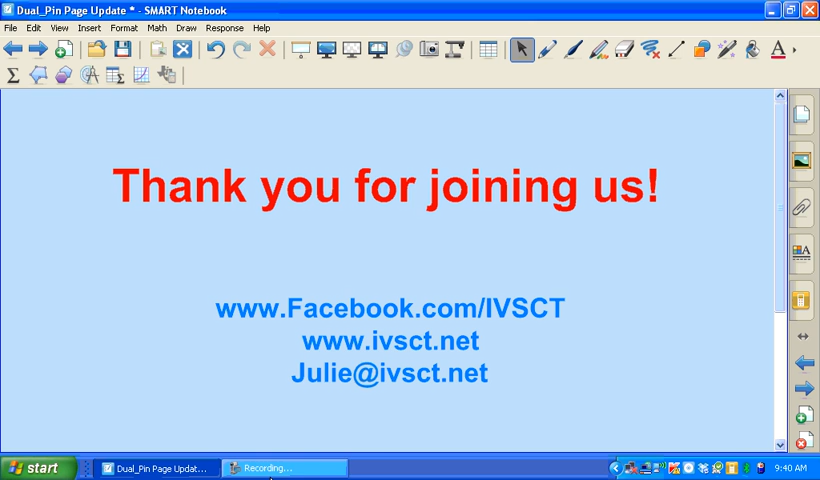 Dual_Pin Page Update * - SMART Notebook
File Edit View Insert Format Math Draw Response Help
Thank you for joining us!
www.Facebook.com/IVSCT
www.ivsct.net
Julie@ivsct.net
start Dual_Pin Page Updat... Recording... 9:40 AM